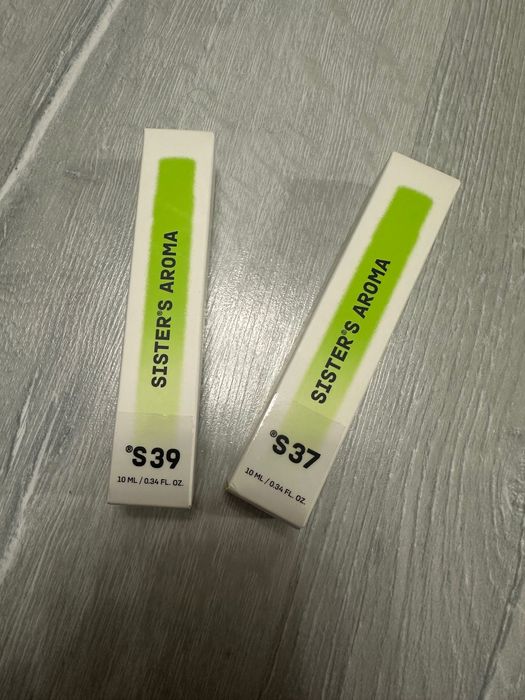 SISTER®S AROMA
®S39
10 ML / 0.34 FL. OZ.
SISTER®S AROMA
®S37
10 ML / 0.34 FL. OZ.